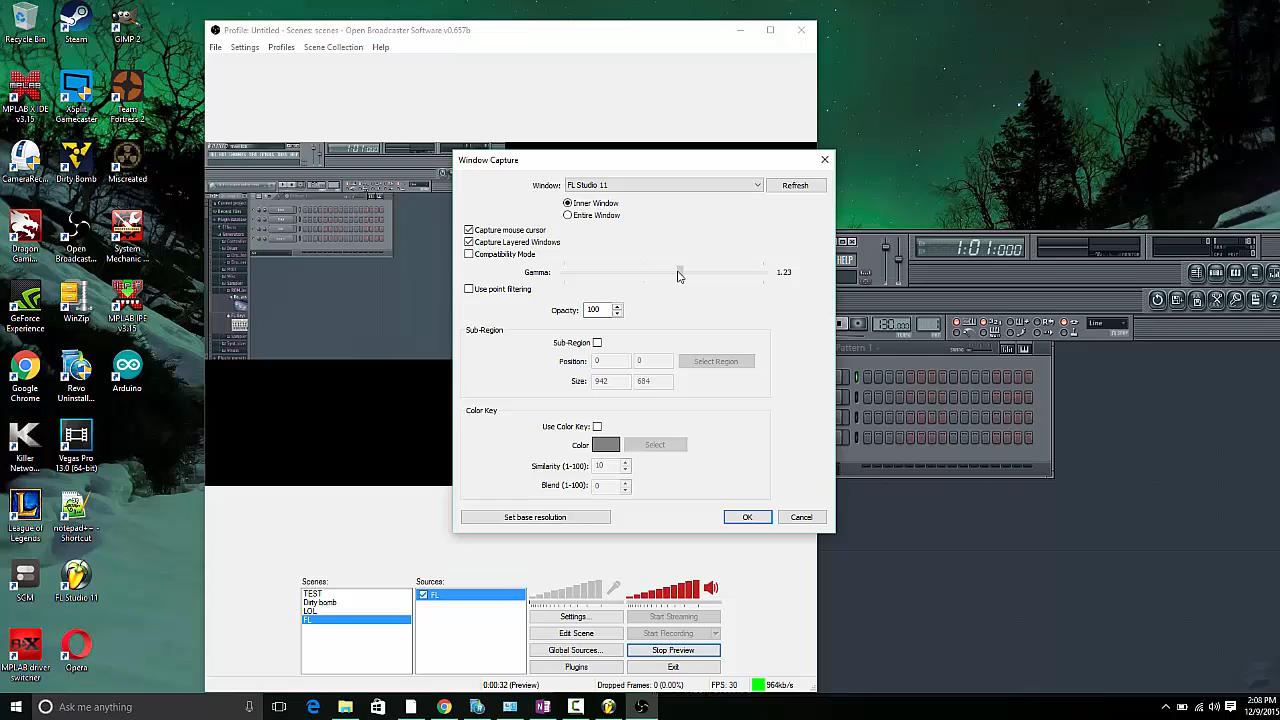 Recycle Bin
Steam
GIMP 2
MPLAB X IDE v3.15
XSplit Gamecaster
Team Fortress 2
CameraRec...
Dirty Bomb
Miscreated
Dragon Gami...
Open Broadcast...
System Mechanic ...
GeForce Experience
WinZip
MPLAB IPE v3.15
Google Chrome
Revo Uninstall...
Arduino
Killer Netwo...
Vegas Pro 13.0 (64-bit)
League of Legends
notepad++ - Shortcut
SCM
FL Studio 11
MPLAB driver switcher
Opera
Profile: Untitled - Scenes: scenes - Open Broadcaster Software v0.657b
File Settings Profiles Scene Collection Help
Window Capture
Window: FL Studio 11 Refresh
Inner Window
Entire Window
Capture mouse cursor
Capture Layered Windows
Compatibility Mode
Gamma: 1.23
Use point filtering
Opacity: 100
Sub-Region
Sub-Region
Position: 0 0 Select Region
Size: 942 684
Color Key
Use Color Key:
Color Select
Similarity (1-100): 10
Blend (1-100): 0
Set base resolution OK Cancel
HELP
1:01:000
130.000
Line
Pattern 1
SWING
Scenes:
TEST
Dirty bomb
LOL
FL
Sources:
FL
Settings... Start Streaming
Edit Scene Start Recording
Global Sources... Stop Preview
Plugins Exit
0:00:32 (Preview) Dropped Frames: 0 (0.00%) FPS: 30 964kb/s
Ask me anything
2:08 PM
12/9/2015